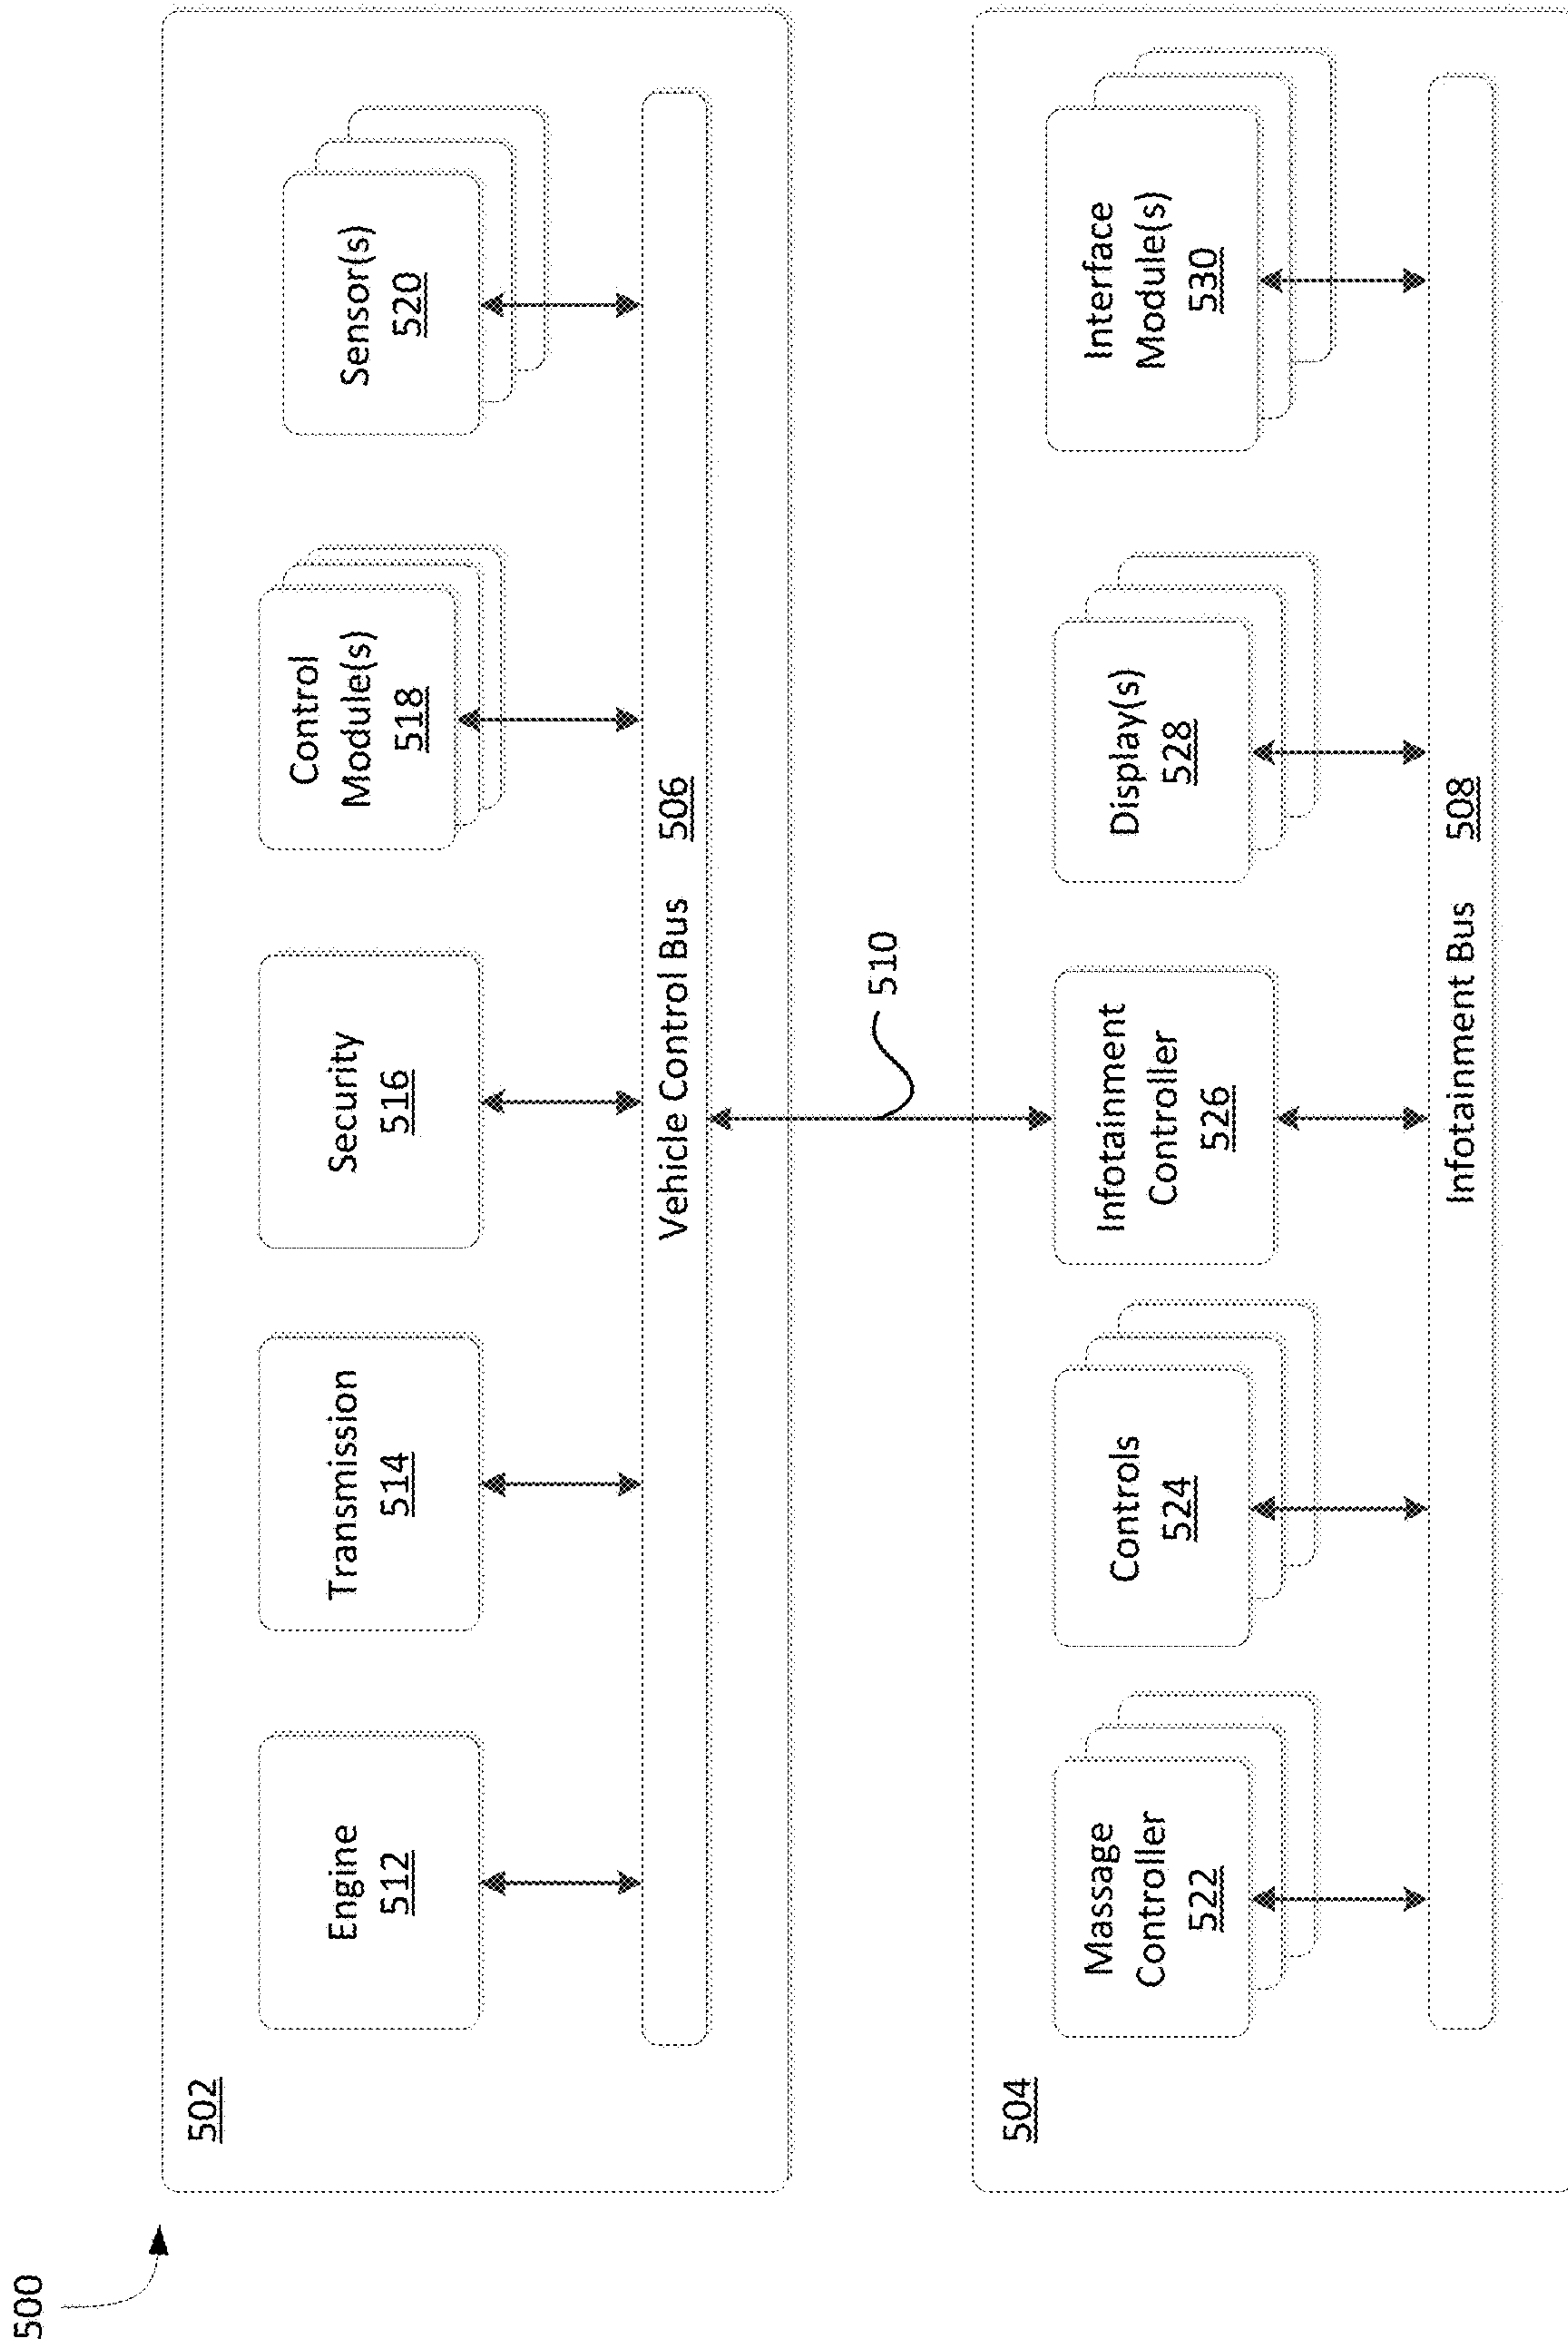 500
502
Engine
512
Transmission
514
Security
516
Control
Module(s)
518
Sensor(s)
520
Vehicle Control Bus 506
510
504
Massage
Controller
522
Controls
524
Infotainment
Controller
526
Display(s)
528
Interface
Module(s)
530
Infotainment Bus 508